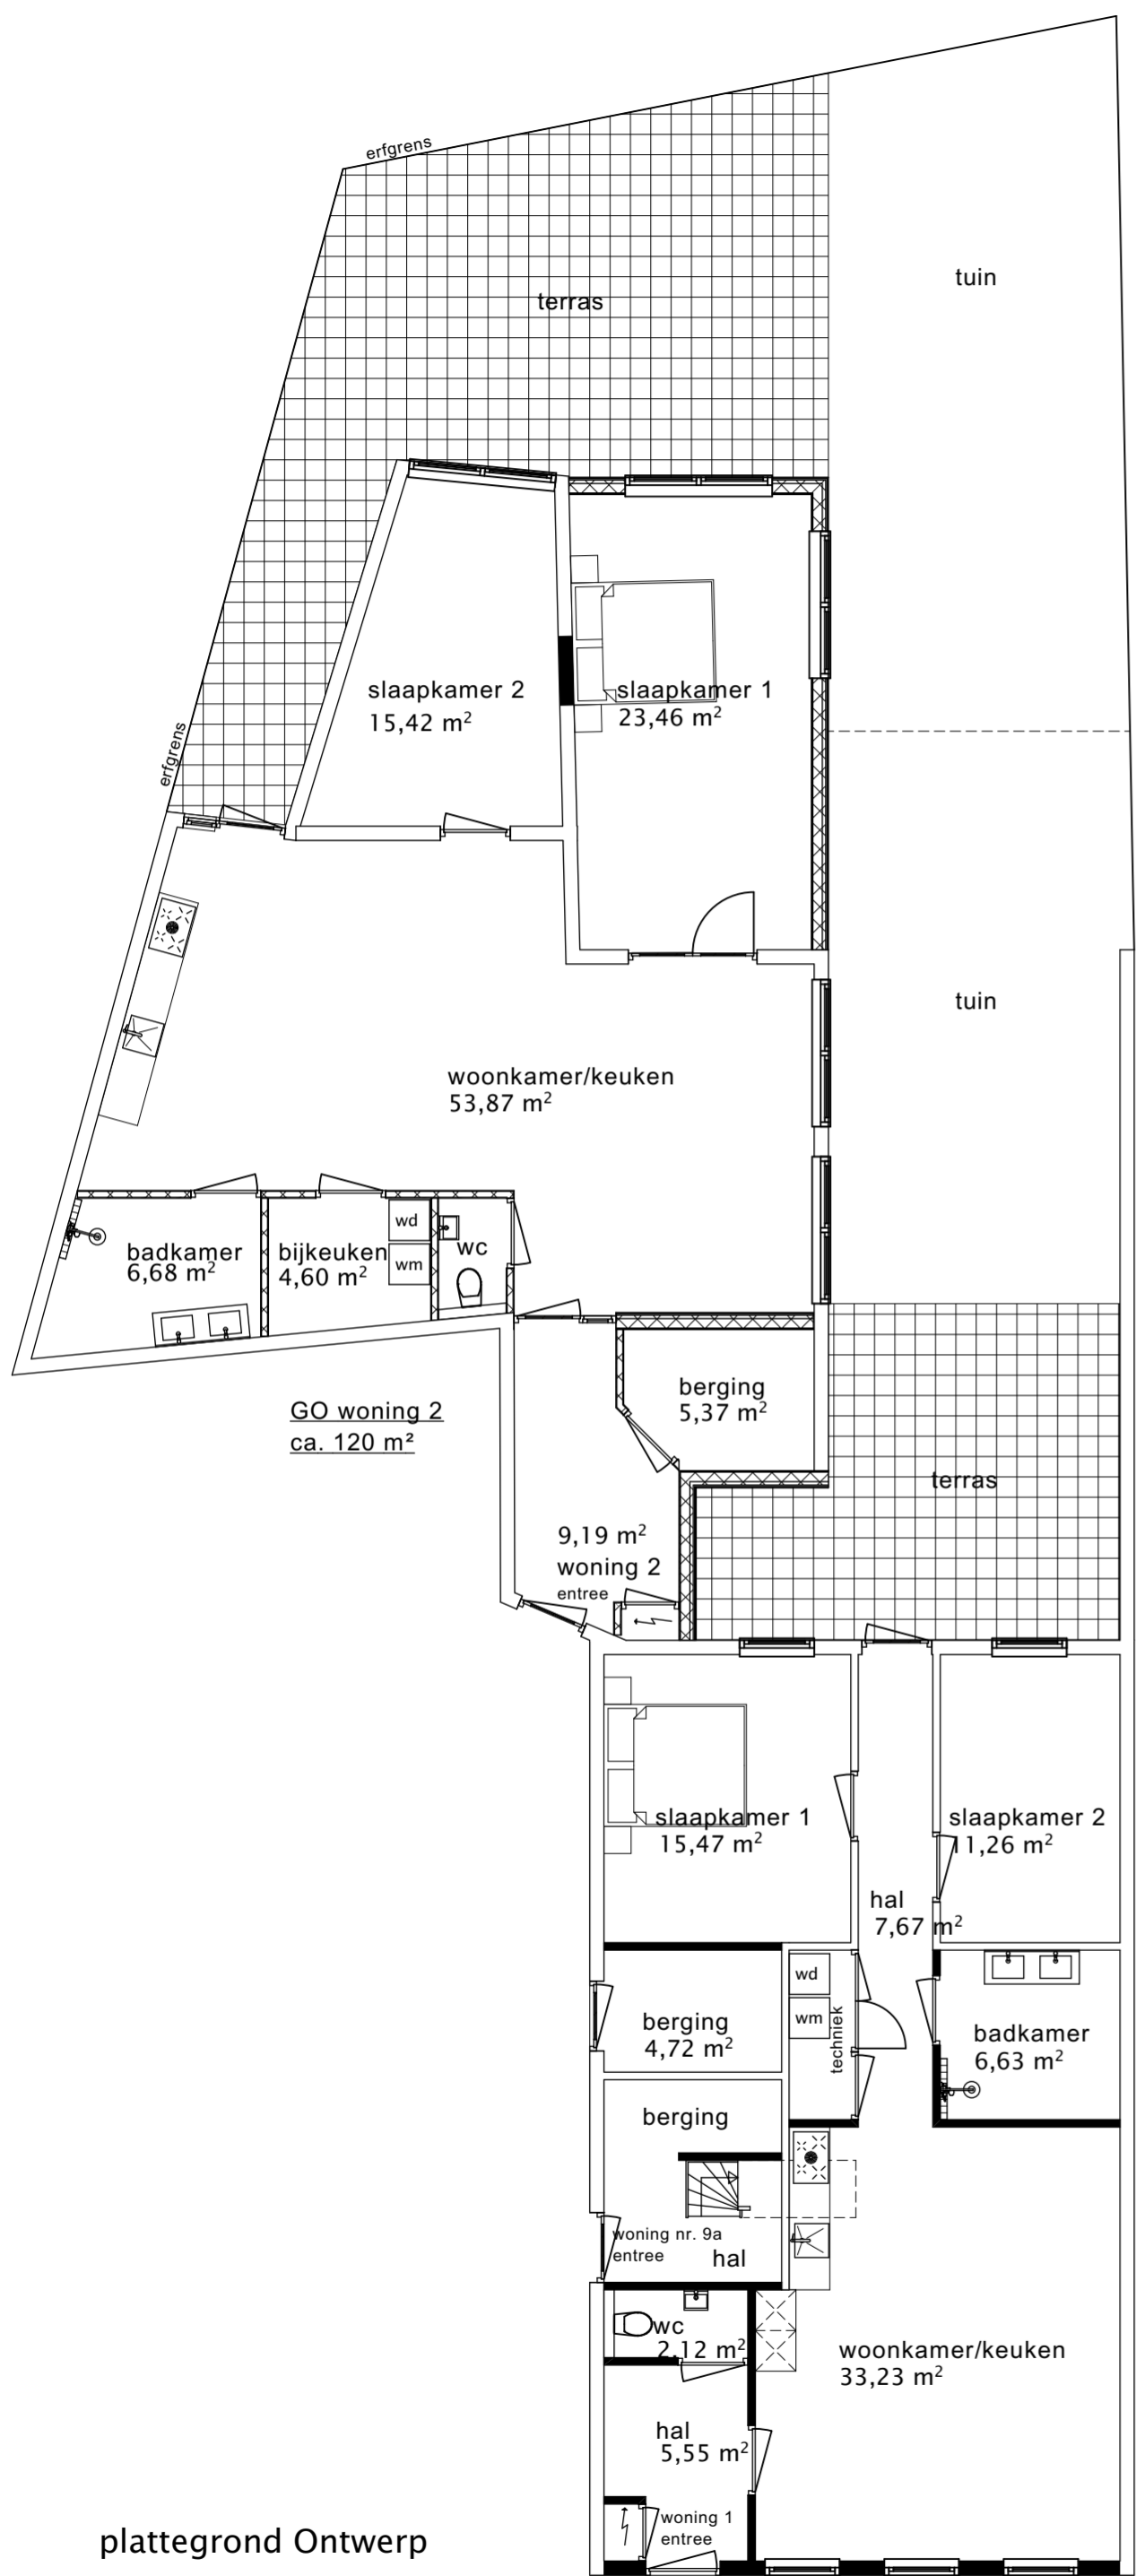 erfgrens
tuin
terras
slaapkamer 2
15,42 m²
slaapkamer 1
23,46 m²
erfgrens
tuin
woonkamer/keuken
53,87 m²
badkamer
6,68 m²
bijkeuken
4,60 m²
wd
wm
wc
berging
5,37 m²
GO woning 2
ca. 120 m²
terras
9,19 m²
woning 2
entree
slaapkamer 1
15,47 m²
slaapkamer 2
11,26 m²
hal
7,67 m²
berging
4,72 m²
wd
wm
techniek
badkamer
6,63 m²
berging
woning nr. 9a
entree
hal
wc
2,12 m²
woonkamer/keuken
33,23 m²
hal
5,55 m²
woning 1
entree
plattegrond Ontwerp